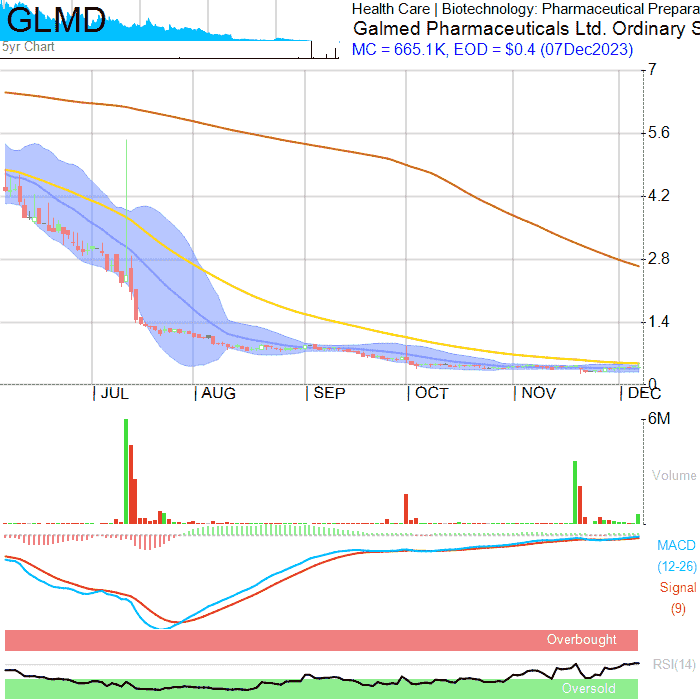 GLMD
5yr Chart
Health Care | Biotechnology: Pharmaceutical Prepara
Galmed Pharmaceuticals Ltd. Ordinary S
MC = 665.1K, EOD = $0.4 (07Dec2023)
7
5.6
4.2
2.8
1.4
0
JUL AUG SEP OCT NOV DEC
6M
Volume
MACD
(12-26)
Signal
(9)
Overbought
RSI(14)
Oversold